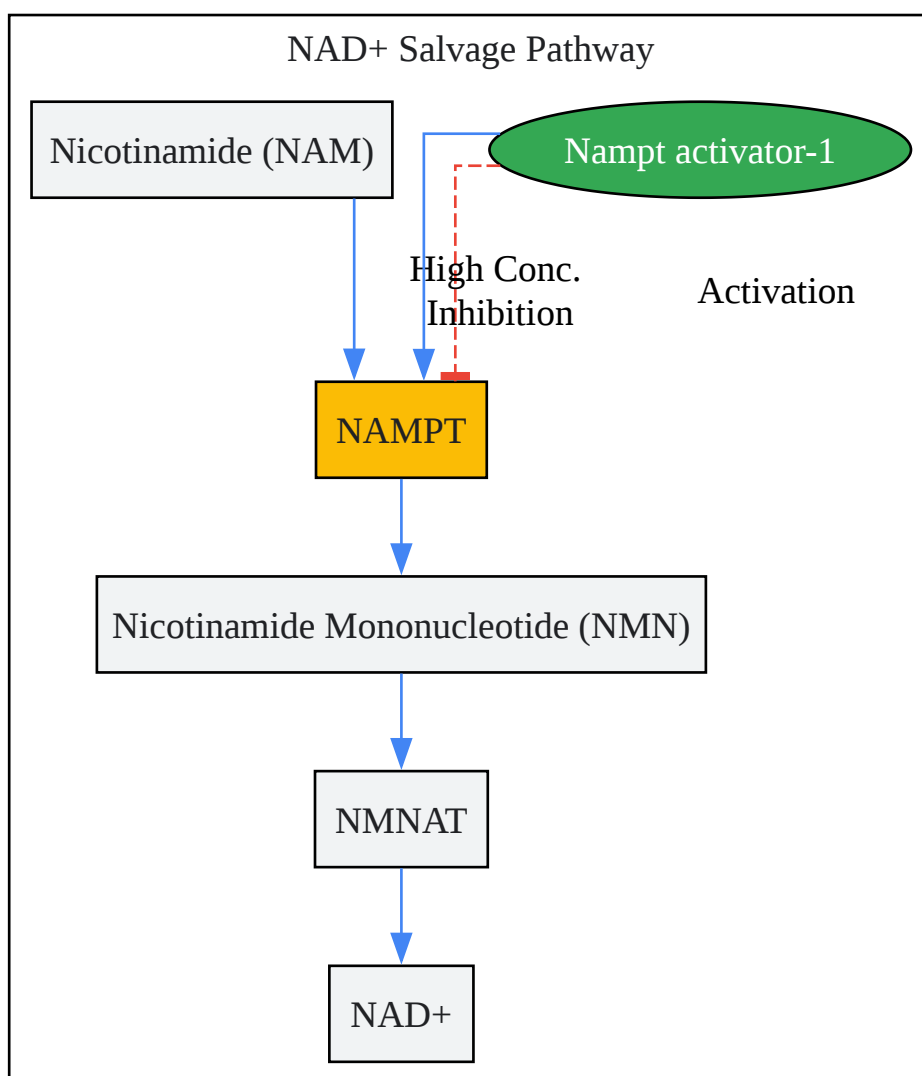 NAD+ Salvage Pathway
Nicotinamide (NAM)
Nampt activator-1
High Conc.
Inhibition
Activation
NAMPT
Nicotinamide Mononucleotide (NMN)
NMNAT
NAD+